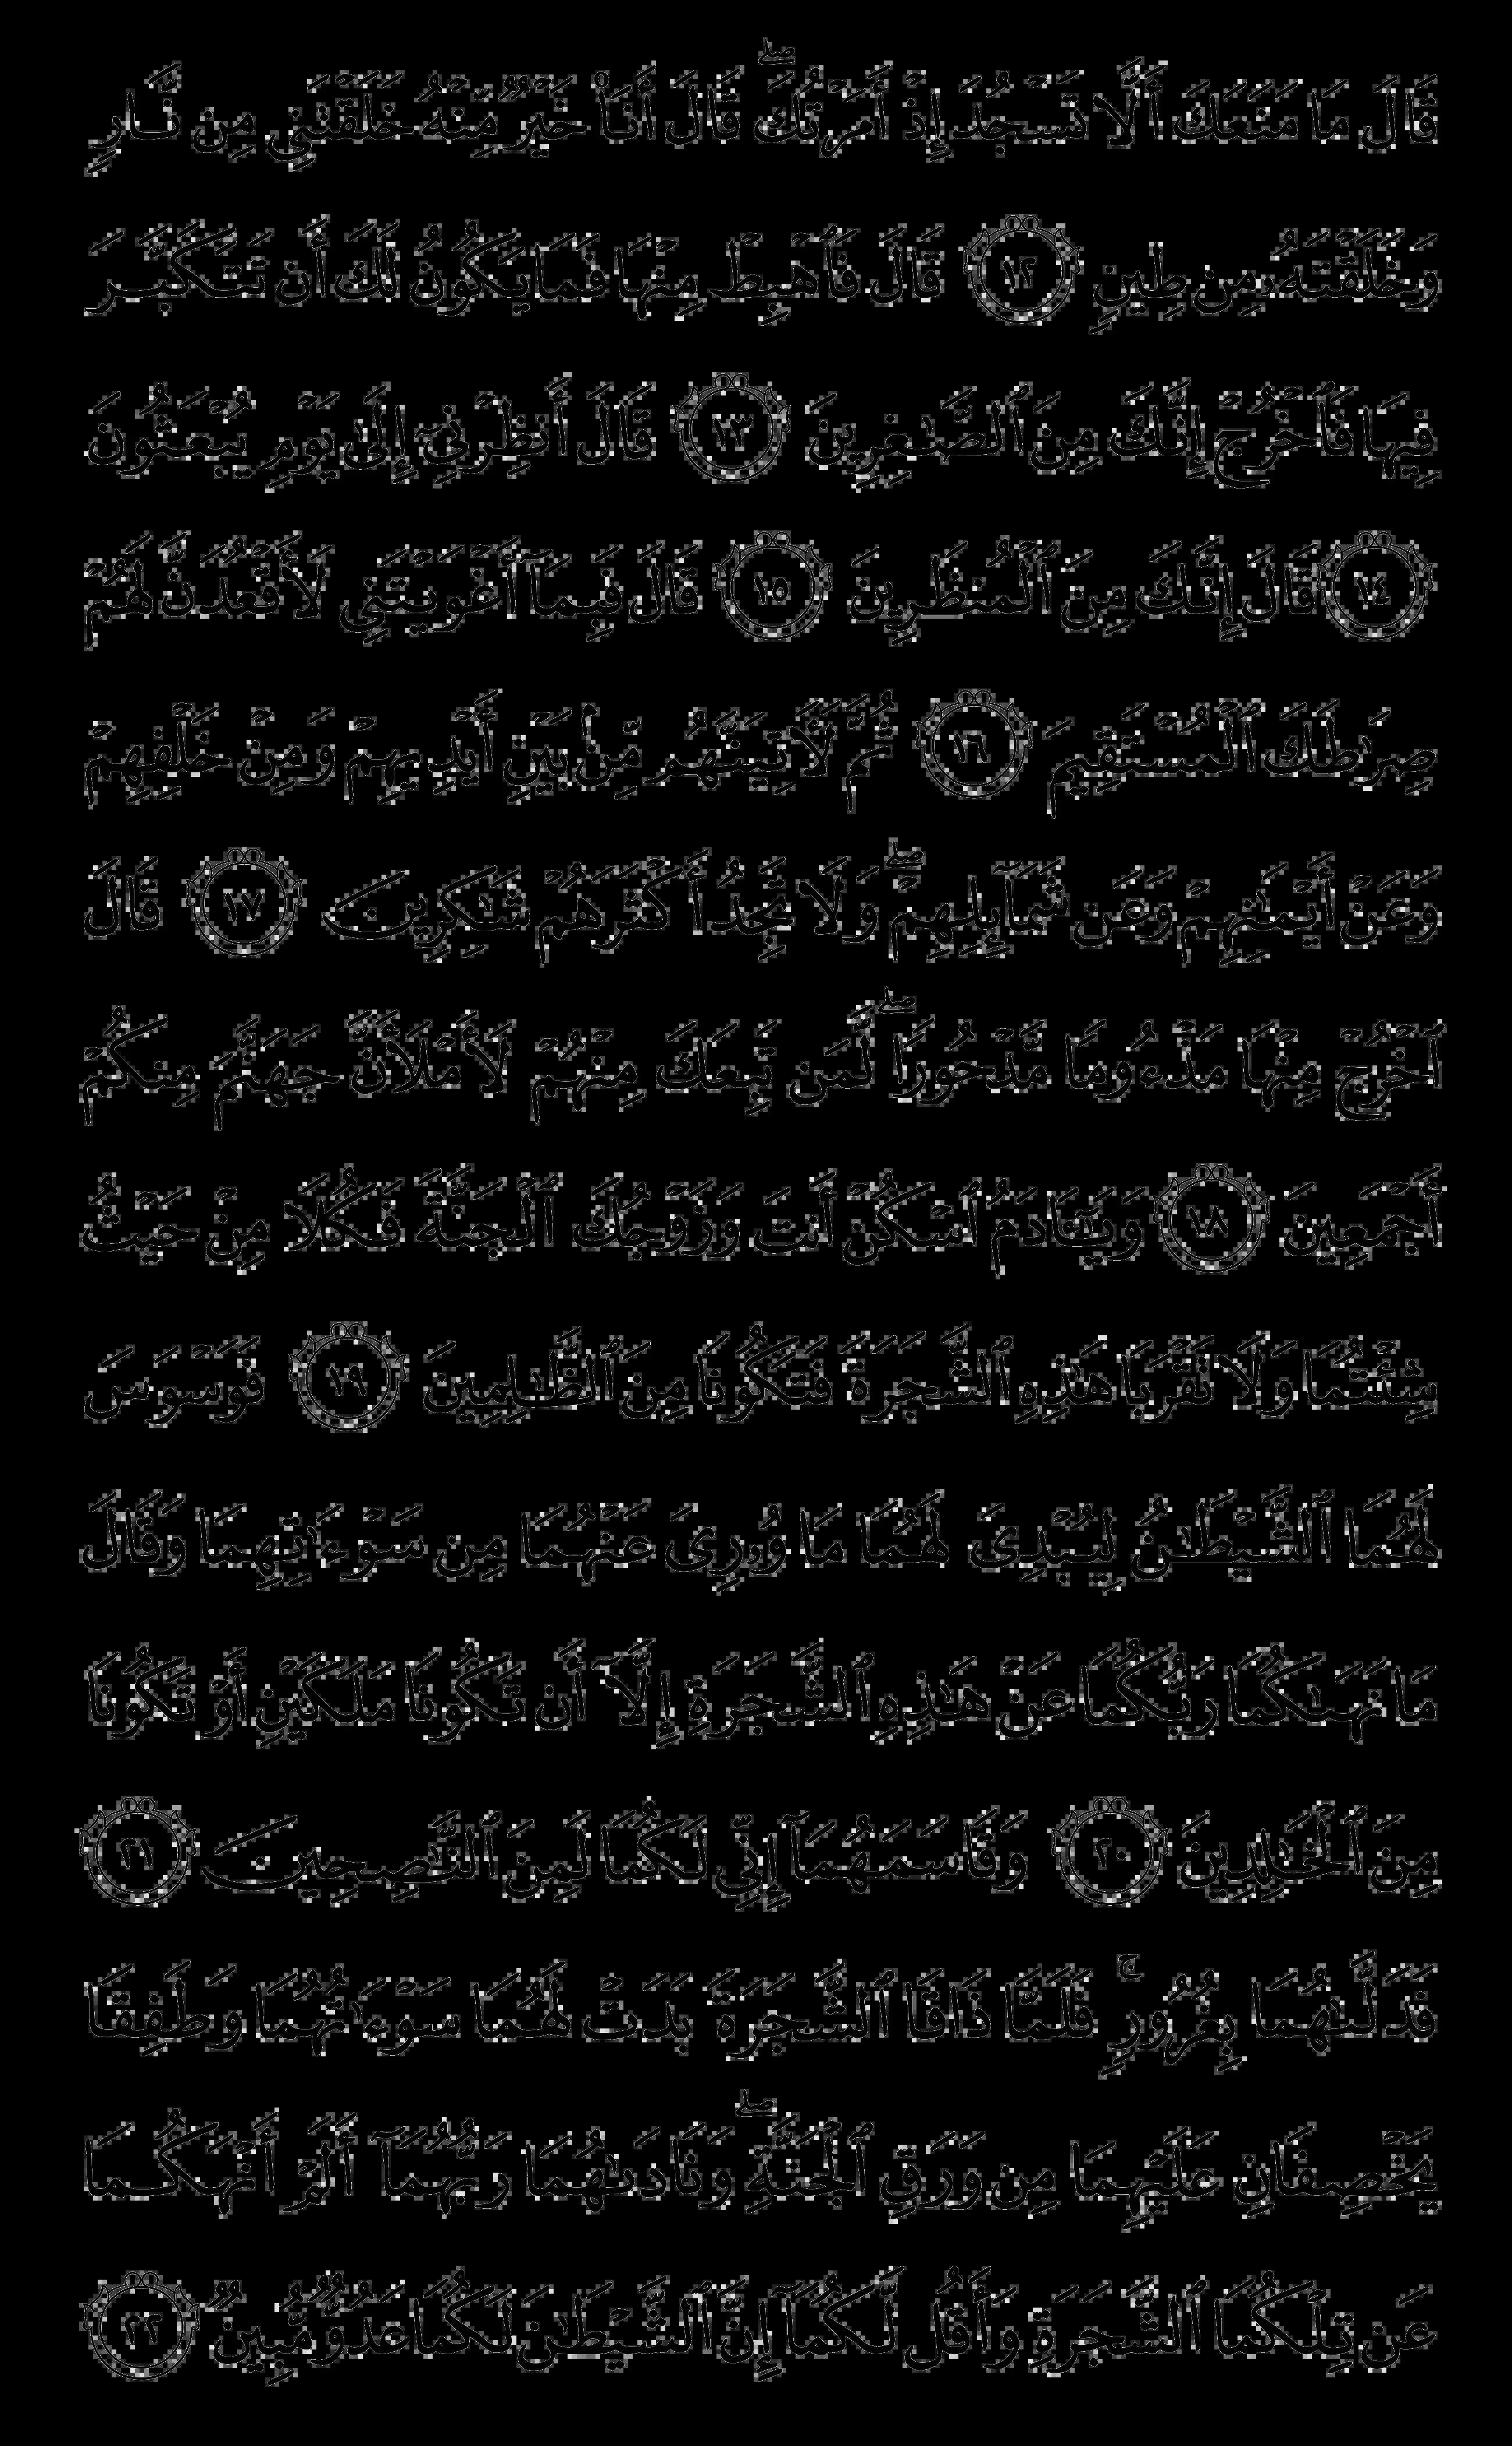 قَالَ مَا مَنَعَكَ أَلَّا تَسْجُدَ إِذْ أَمَرْتُكَ ۖ قَالَ أَنَا۠ خَيْرٌ مِّنْهُ خَلَقْتَنِى مِن نَّارٍ
وَخَلَقْتَهُۥ مِن طِينٍ ١٢ قَالَ فَٱهْبِطْ مِنْهَا فَمَا يَكُونُ لَكَ أَن تَتَكَبَّرَ
فِيهَا فَٱخْرُجْ إِنَّكَ مِنَ ٱلصَّـٰغِرِينَ ١٣ قَالَ أَنظِرْنِىٓ إِلَىٰ يَوْمِ يُبْعَثُونَ
١٤ قَالَ إِنَّكَ مِنَ ٱلْمُنظَرِينَ ١٥ قَالَ فَبِمَآ أَغْوَيْتَنِى لَأَقْعُدَنَّ لَهُمْ
صِرَٰطَكَ ٱلْمُسْتَقِيمَ ١٦ ثُمَّ لَـَٔاتِيَنَّهُم مِّنۢ بَيْنِ أَيْدِيهِمْ وَمِنْ خَلْفِهِمْ
وَعَنْ أَيْمَـٰنِهِمْ وَعَن شَمَآئِلِهِمْ ۖ وَلَا تَجِدُ أَكْثَرَهُمْ شَـٰكِرِينَ ١٧ قَالَ
ٱخْرُجْ مِنْهَا مَذْءُومًا مَّدْحُورًا ۖ لَّمَن تَبِعَكَ مِنْهُمْ لَأَمْلَأَنَّ جَهَنَّمَ مِنكُمْ
أَجْمَعِينَ ١٨ وَيَـٰٓـَٔادَمُ ٱسْكُنْ أَنتَ وَزَوْجُكَ ٱلْجَنَّةَ فَكُلَا مِنْ حَيْثُ
شِئْتُمَا وَلَا تَقْرَبَا هَـٰذِهِ ٱلشَّجَرَةَ فَتَكُونَا مِنَ ٱلظَّـٰلِمِينَ ١٩ فَوَسْوَسَ
لَهُمَا ٱلشَّيْطَـٰنُ لِيُبْدِىَ لَهُمَا مَا وُۥرِىَ عَنْهُمَا مِن سَوْءَٰتِهِمَا وَقَالَ
مَا نَهَىٰكُمَا رَبُّكُمَا عَنْ هَـٰذِهِ ٱلشَّجَرَةِ إِلَّآ أَن تَكُونَا مَلَكَيْنِ أَوْ تَكُونَا
مِنَ ٱلْخَـٰلِدِينَ ٢٠ وَقَاسَمَهُمَآ إِنِّى لَكُمَا لَمِنَ ٱلنَّـٰصِحِينَ ٢١
فَدَلَّىٰهُمَا بِغُرُورٍ ۚ فَلَمَّا ذَاقَا ٱلشَّجَرَةَ بَدَتْ لَهُمَا سَوْءَٰتُهُمَا وَطَفِقَا
يَخْصِفَانِ عَلَيْهِمَا مِن وَرَقِ ٱلْجَنَّةِ ۖ وَنَادَىٰهُمَا رَبُّهُمَآ أَلَمْ أَنْهَكُمَا
عَن تِلْكُمَا ٱلشَّجَرَةِ وَأَقُل لَّكُمَآ إِنَّ ٱلشَّيْطَـٰنَ لَكُمَا عَدُوٌّ مُّبِينٌ ٢٢